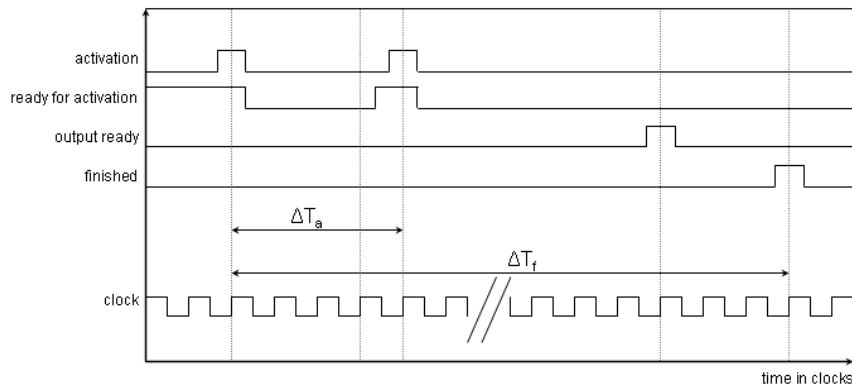 activation
ready for activation
output ready
finished
ΔTa
ΔTf
clock
time in clocks